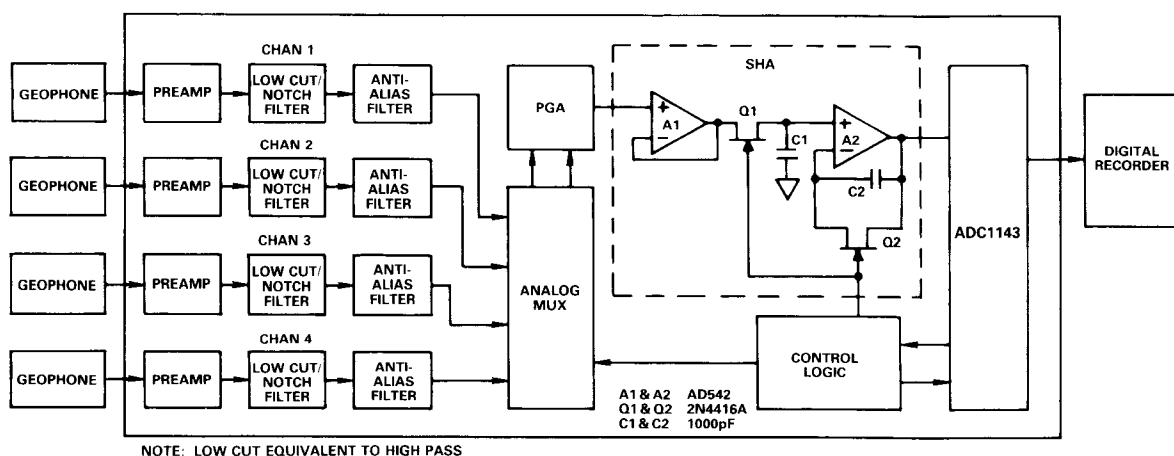 CHAN 1
GEOPHONE
PREAMP
LOW CUT/
NOTCH
FILTER
ANTI-
ALIAS
FILTER
CHAN 2
GEOPHONE
PREAMP
LOW CUT/
NOTCH
FILTER
ANTI-
ALIAS
FILTER
CHAN 3
GEOPHONE
PREAMP
LOW CUT/
NOTCH
FILTER
ANTI-
ALIAS
FILTER
CHAN 4
GEOPHONE
PREAMP
LOW CUT/
NOTCH
FILTER
ANTI-
ALIAS
FILTER
PGA
ANALOG
MUX
SHA
+
A1
−
Q1
C1
+
A2
−
C2
Q2
CONTROL
LOGIC
ADC1143
DIGITAL
RECORDER
A1 & A2 AD542
Q1 & Q2 2N4416A
C1 & C2 1000pF
NOTE: LOW CUT EQUIVALENT TO HIGH PASS